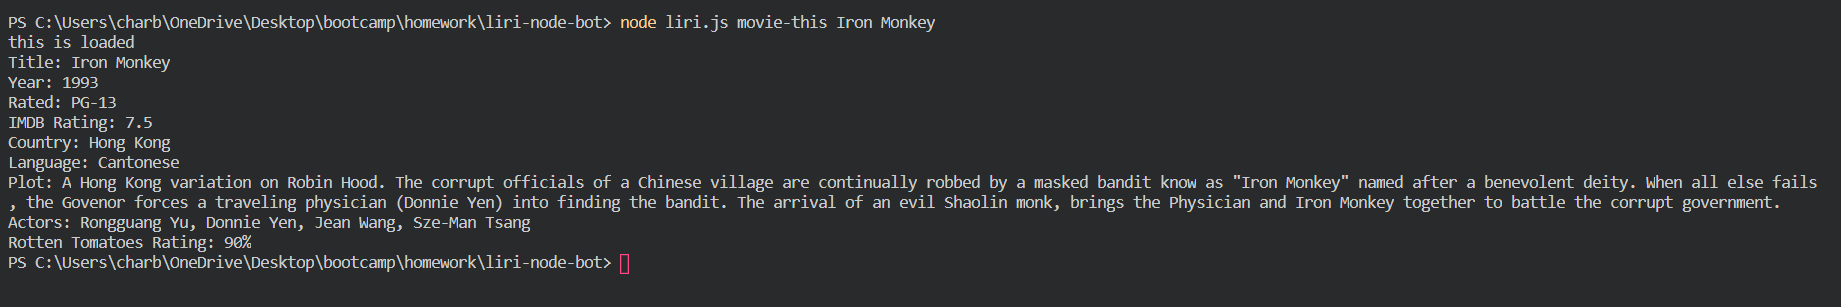 PS C:\Users\charb\OneDrive\Desktop\bootcamp\homework\liri-node-bot> node liri.js movie-this Iron Monkey
this is loaded
Title: Iron Monkey
Year: 1993
Rated: PG-13
IMDB Rating: 7.5
Country: Hong Kong
Language: Cantonese
Plot: A Hong Kong variation on Robin Hood. The corrupt officials of a Chinese village are continually robbed by a masked bandit know as "Iron Monkey" named after a benevolent deity. When all else fails
, the Govenor forces a traveling physician (Donnie Yen) into finding the bandit. The arrival of an evil Shaolin monk, brings the Physician and Iron Monkey together to battle the corrupt government.
Actors: Rongguang Yu, Donnie Yen, Jean Wang, Sze-Man Tsang
Rotten Tomatoes Rating: 90%
PS C:\Users\charb\OneDrive\Desktop\bootcamp\homework\liri-node-bot>